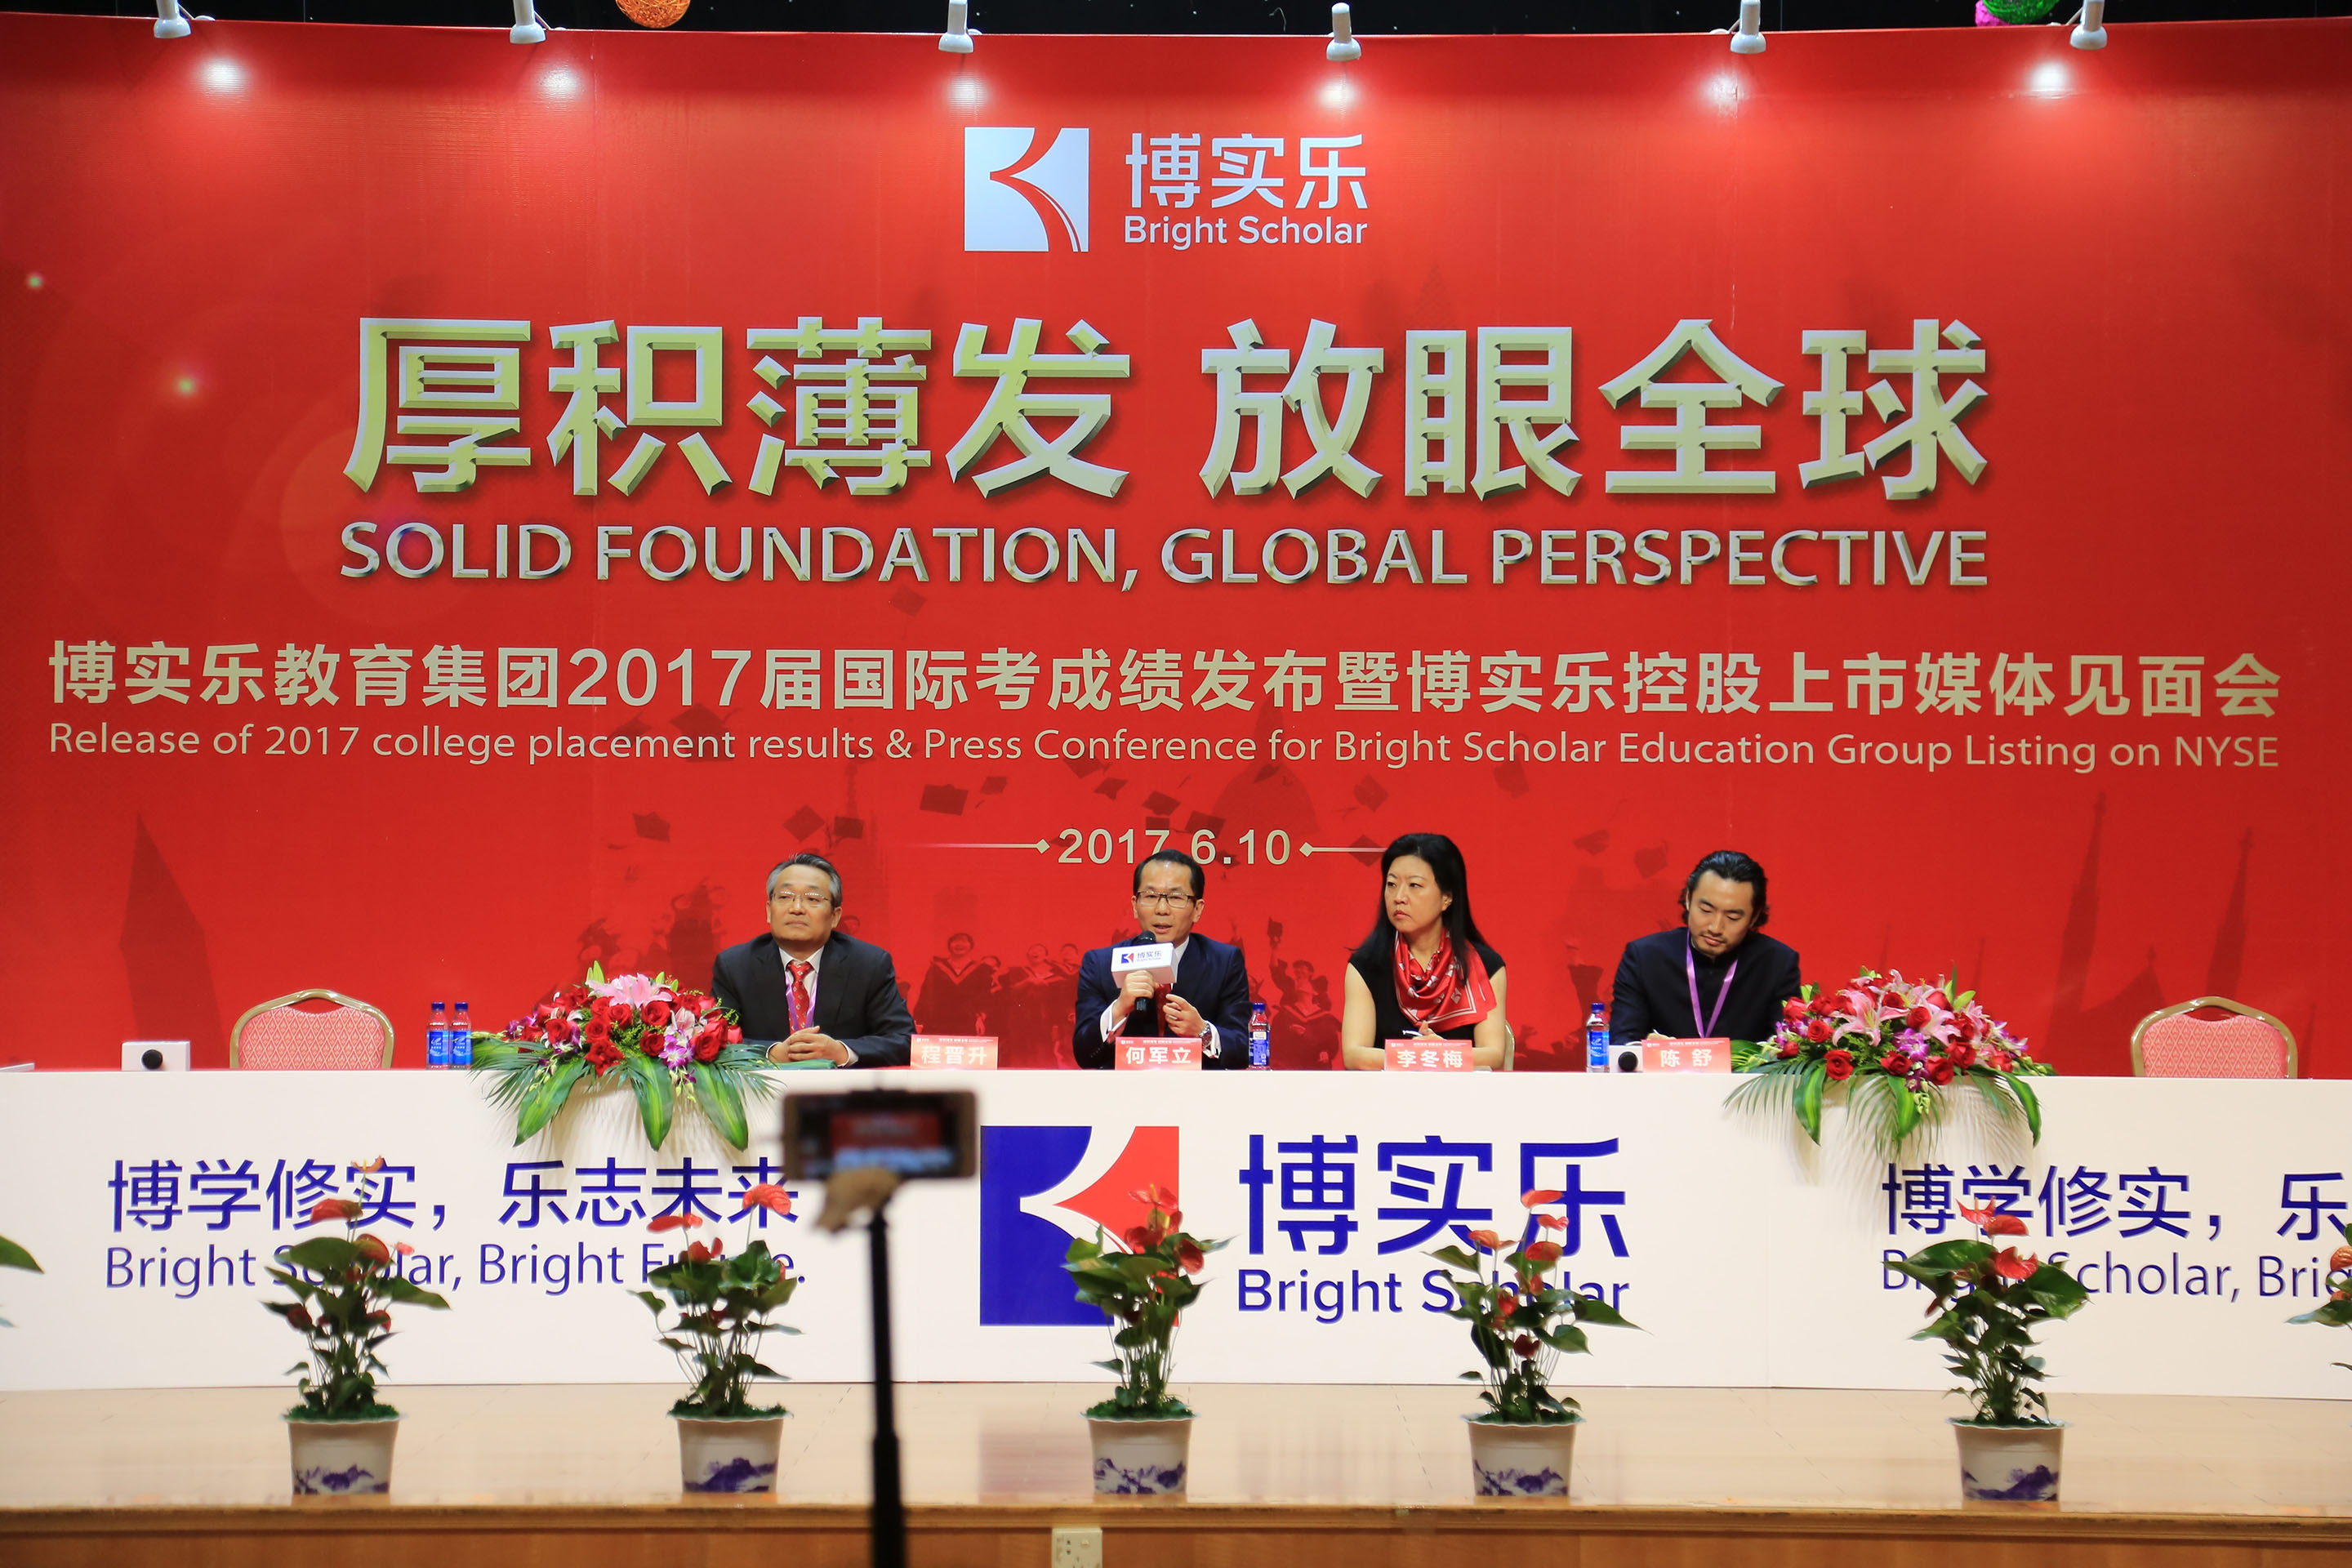 博实乐
Bright Scholar
厚积薄发 放眼全球
SOLID FOUNDATION, GLOBAL PERSPECTIVE
博实乐教育集团2017届国际考成绩发布暨博实乐控股上市媒体见面会
Release of 2017 college placement results & Press Conference for Bright Scholar Education Group Listing on NYSE
2017.6.10
博实乐
程晋升
何军立
李冬梅
陈舒
博学修实，乐志未来
Bright Scholar, Bright Future.
博实乐
Bright Scholar
博学修实，乐
Bright Scholar, Brig